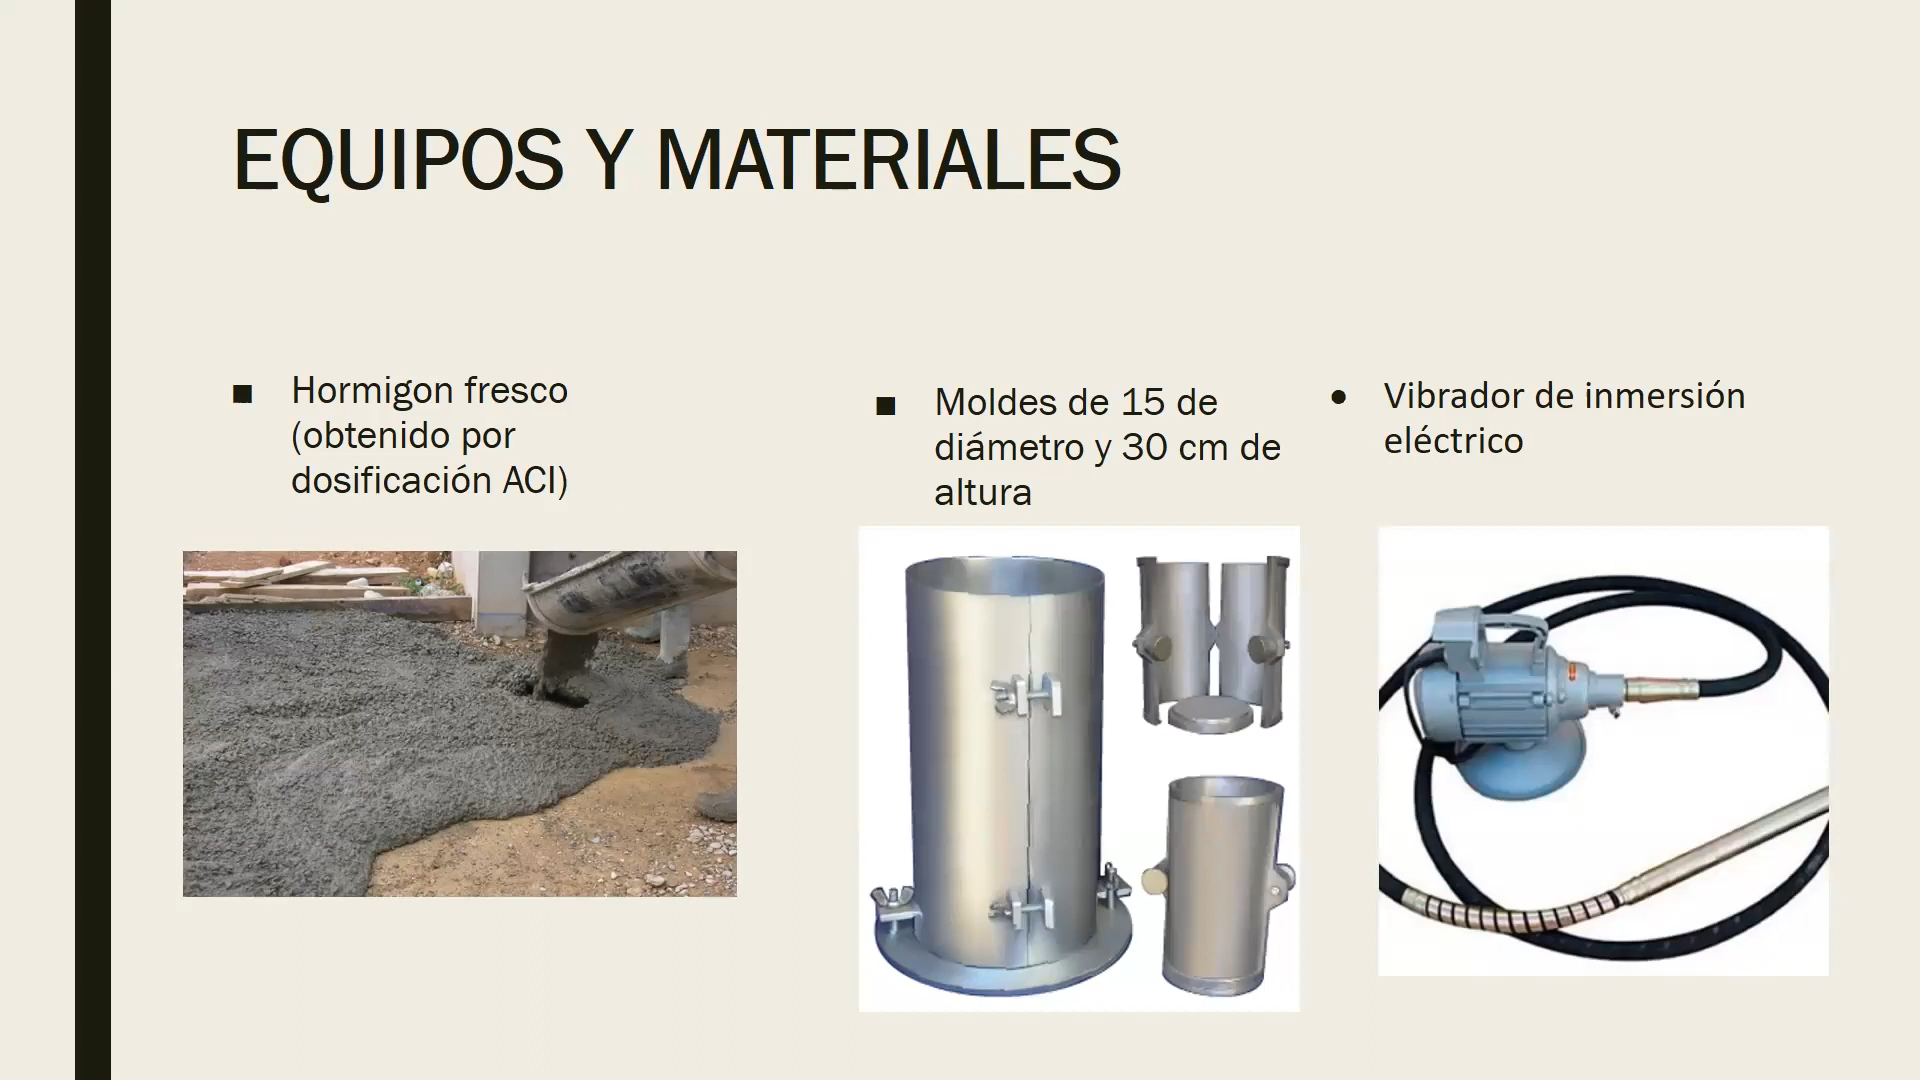 EQUIPOS Y MATERIALES
■ Hormigon fresco
(obtenido por
dosificación ACI)
■ Moldes de 15 de
diámetro y 30 cm de
altura
• Vibrador de inmersión
eléctrico